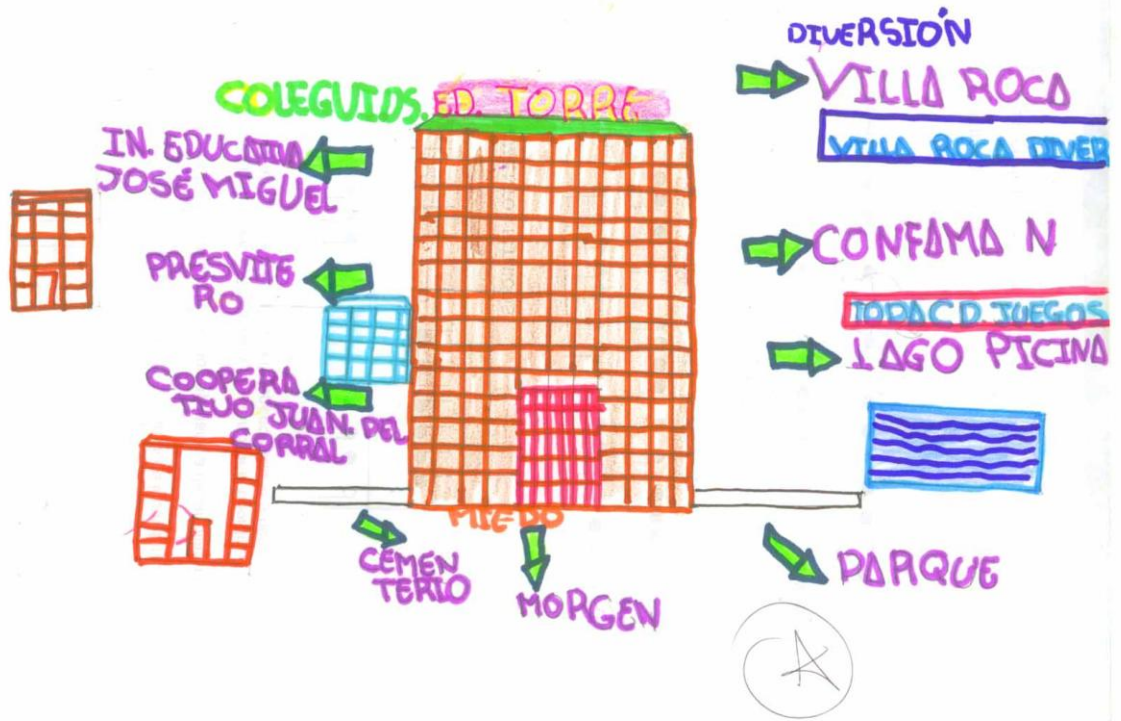 DIVERSIÓN
VILLA ROCA
VILLA ROCA DIVER
COLEGUIDS. ED. TORRE
IN. EDUCATIVA
JOSÉ MIGUEL
PRESVITE
RO
COOPERA
TIVO JUAN. DEL
CORRAL
CONFAMA N
TODA C D. JUEGOS
LAGO PICINA
MIEDO
CEMEN
TERIO
MORGEN
PARQUE
A